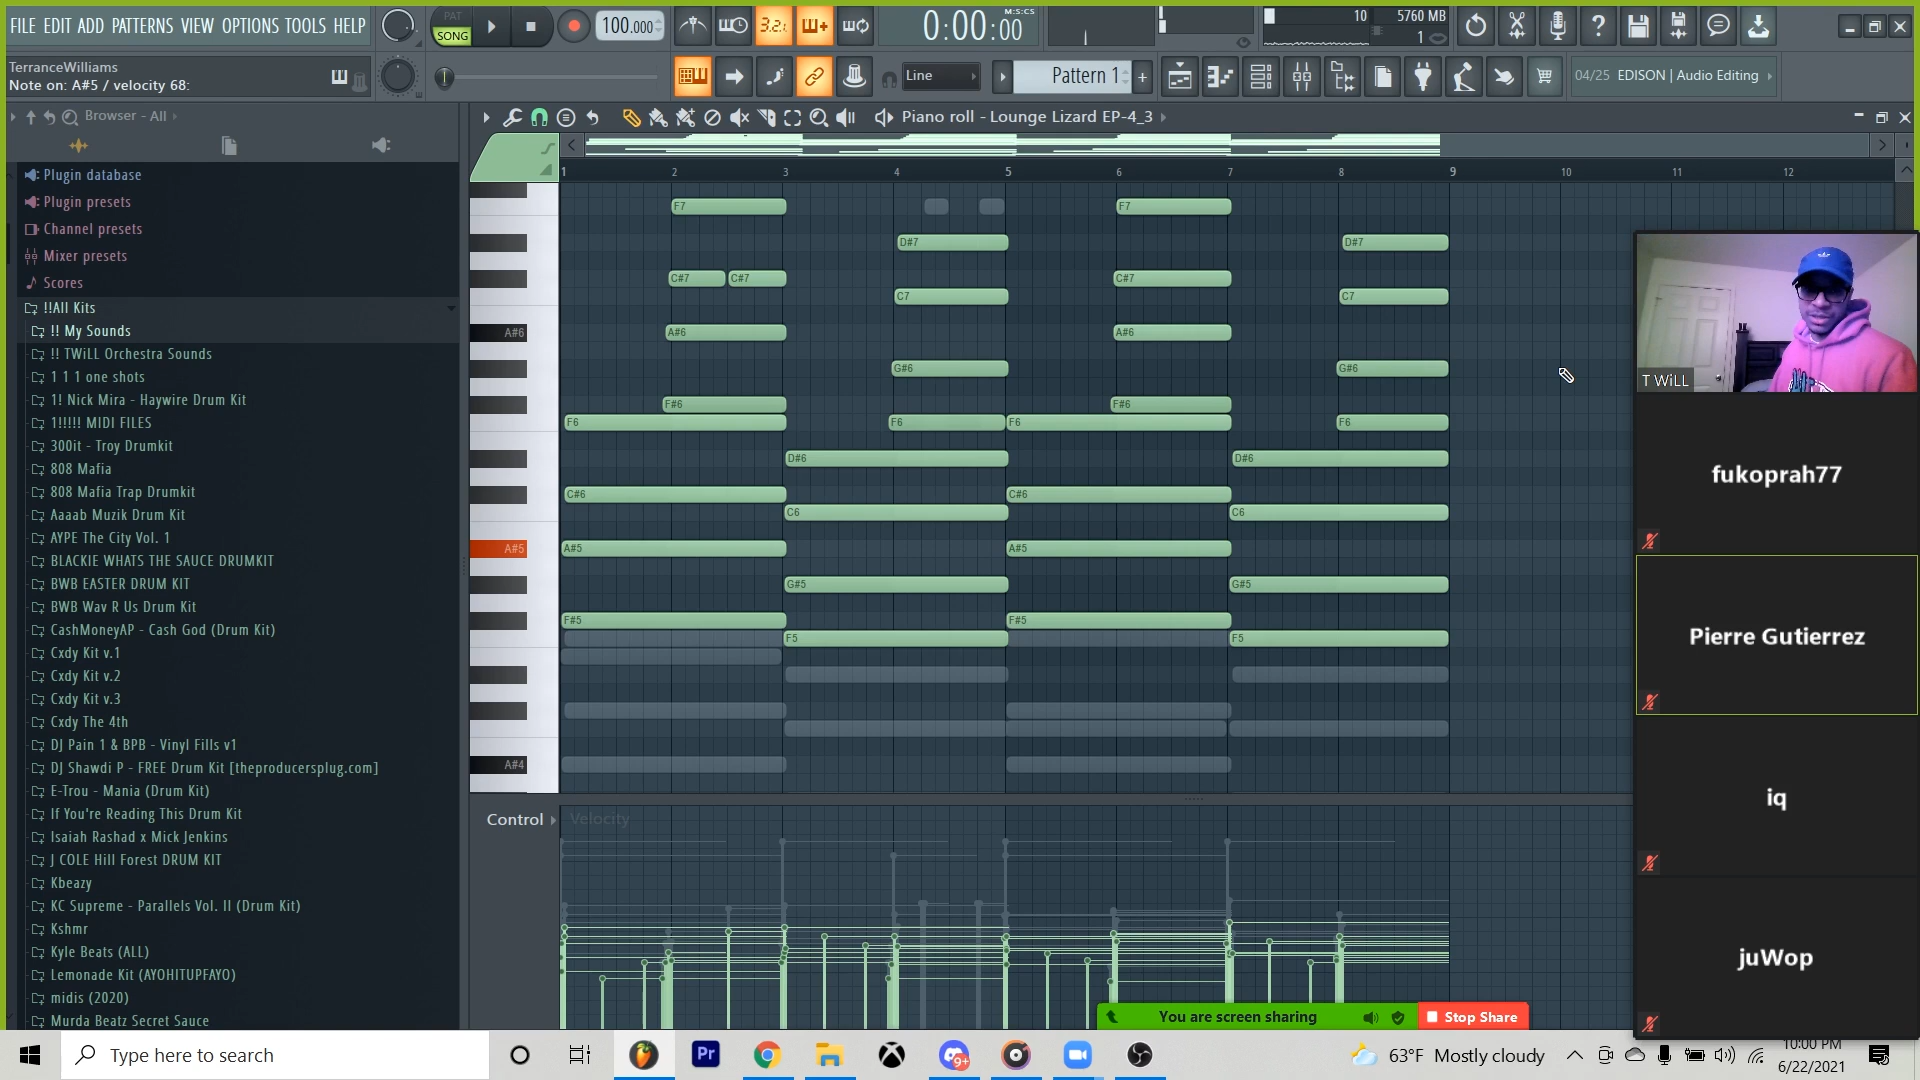 FILE EDIT ADD PATTERNS VIEW OPTIONS TOOLS HELP
PAT
SONG
100.000
3.2.
0:00:00
M:S:CS
10
5760 MB
1
TerranceWilliams
Note on: A#5 / velocity 68:
Line
Pattern 1
+
04/25 EDISON | Audio Editing
Browser - All
Piano roll - Lounge Lizard EP-4_3
Plugin database
Plugin presets
Channel presets
Mixer presets
Scores
!!All Kits
!! My Sounds
!! TWiLL Orchestra Sounds
1 1 1 one shots
1! Nick Mira - Haywire Drum Kit
1!!!!! MIDI FILES
300it - Troy Drumkit
808 Mafia
808 Mafia Trap Drumkit
Aaaab Muzik Drum Kit
AYPE The City Vol. 1
BLACKIE WHATS THE SAUCE DRUMKIT
BWB EASTER DRUM KIT
BWB Wav R Us Drum Kit
CashMoneyAP - Cash God (Drum Kit)
Cxdy Kit v.1
Cxdy Kit v.2
Cxdy Kit v.3
Cxdy The 4th
DJ Pain 1 & BPB - Vinyl Fills v1
DJ Shawdi P - FREE Drum Kit [theproducersplug.com]
E-Trou - Mania (Drum Kit)
If You're Reading This Drum Kit
Isaiah Rashad x Mick Jenkins
J COLE Hill Forest DRUM KIT
Kbeazy
KC Supreme - Parallels Vol. II (Drum Kit)
Kshmr
Kyle Beats (ALL)
Lemonade Kit (AYOHITUPFAYO)
midis (2020)
Murda Beatz Secret Sauce
1 2 3 4 5 6 7 8 9 10 11 12
F7 F7
D#7 D#7
C#7 C#7 C#7
C7 C7
A#6 A#6 A#6
G#6 G#6
F#6 F#6
F6 F6 F6 F6
D#6 D#6
C#6 C#6
C6 C6
A#5 A#5 A#5
G#5 G#5
F#5 F#5
F5 F5
A#4
Control
Velocity
T WiLL
fukoprah77
Pierre Gutierrez
iq
juWop
You are screen sharing
Stop Share
Type here to search
Pr
9+
63°F Mostly cloudy
10:00 PM
6/22/2021